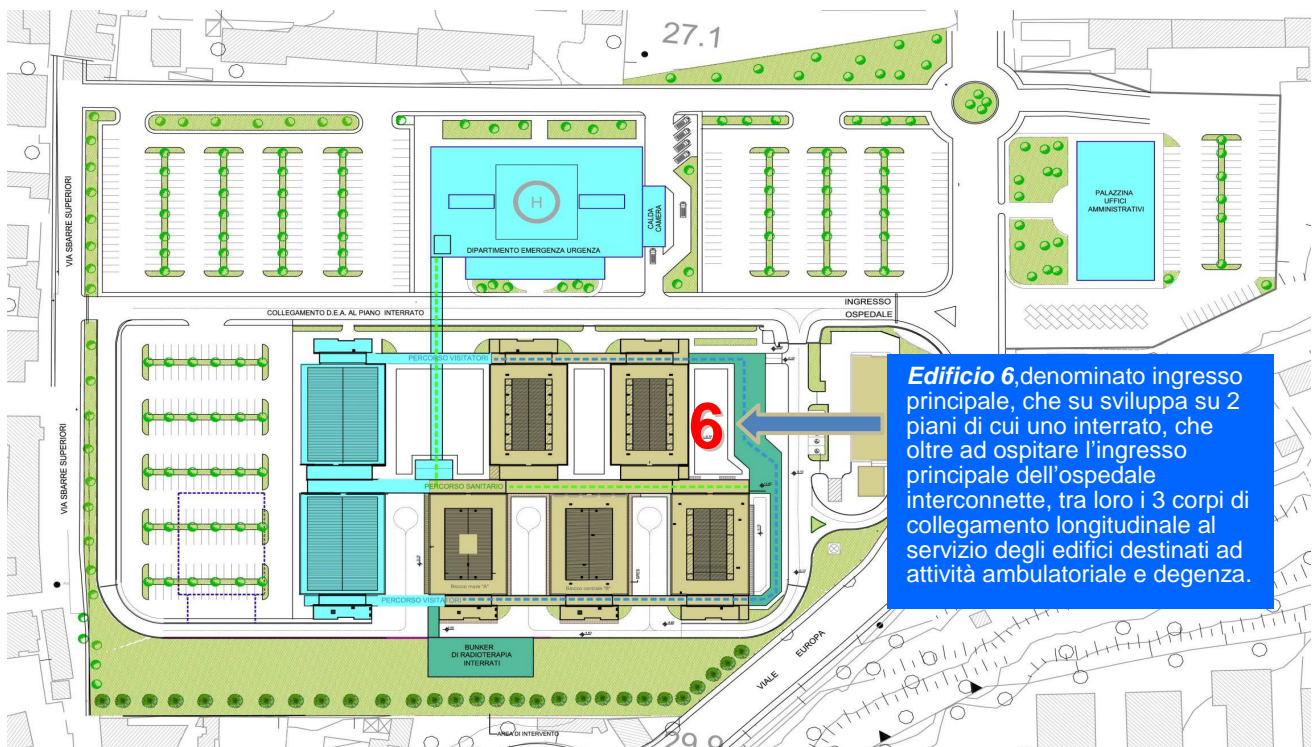 27.1
VIA SBARRE SUPERIORI
H
CALDA
CAMERA
DIPARTIMENTO EMERGENZA URGENZA
PALAZZINA
UFFICI
AMMINISTRATIVI
COLLEGAMENTO D.E.A. AL PIANO INTERRATO
INGRESSO
OSPEDALE
PERCORSO VISITATORI
6
Edificio 6,denominato ingresso
principale, che su sviluppa su 2
piani di cui uno interrato, che
oltre ad ospitare l'ingresso
principale dell'ospedale
interconnette, tra loro i 3 corpi di
collegamento longitudinale al
servizio degli edifici destinati ad
attività ambulatoriale e degenza.
VIA SBARRE SUPERIORI
PERCORSO SANITARIO
PERCORSO VISITATORI
BUNKER
DI RADIOTERAPIA
INTERRATI
VIALE EUROPA
AREA DI INTERVENTO
29.9